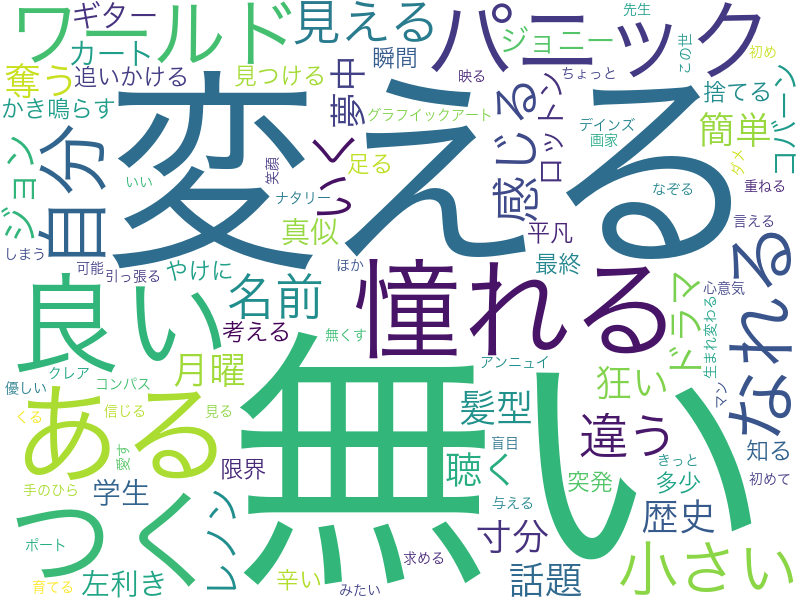 ギター
ワールド
見える
パニック
先生
カート
瞬間
ジョニー
この世
初め
奪う
追いかける
見つける
夢中
映る
ちょっと
捨てる
かき鳴らす
グラフイックアート
感じる
ロットン
デインズ
簡単
コバーン
自分
変える
画家
ダメ
ジョン
いい
笑顔
いく
足る
ナタリー
なぞる
重ねる
真似
平凡
言える
なれる
しまう
可能
引っ張る
やけに
ほか
最終
心意気
良い
名前
憧れる
ドラマ
生まれ変わる
考える
無くす
アンニュイ
クレア
月曜
狂い
マン
優しい
コンパス
ある
無い
髪型
違う
くる
信じる
見る
愛す
盲目
知る
限界
聴く
きっと
手のひら
学生
突発
多少
初めて
つく
レノン
与える
寸分
歴史
ポート
求める
小さい
育てる
左利き
辛い
みたい
話題